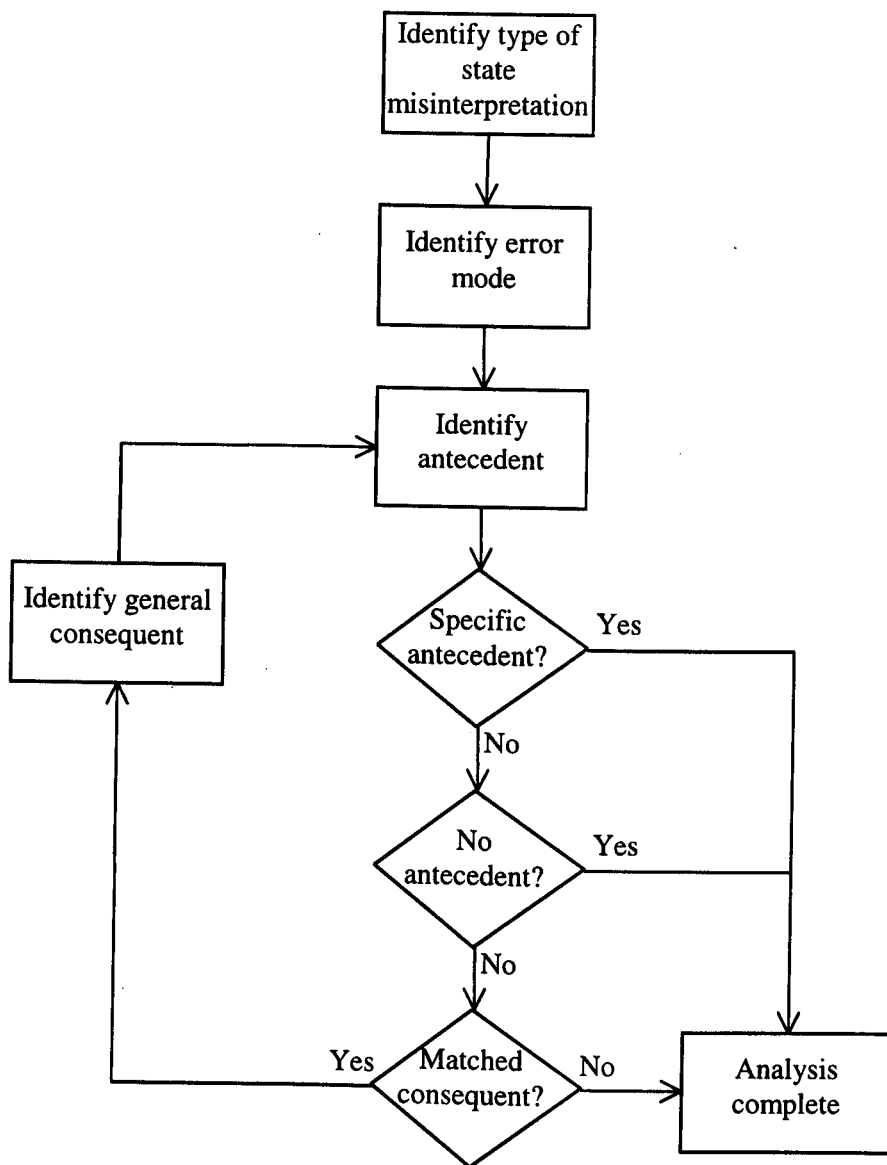 Identify type of
state
misinterpretation
Identify error
mode
Identify
antecedent
Identify general
consequent
Specific
antecedent?
Yes
No
No
antecedent?
Yes
No
Yes
Matched
consequent?
No
Analysis
complete